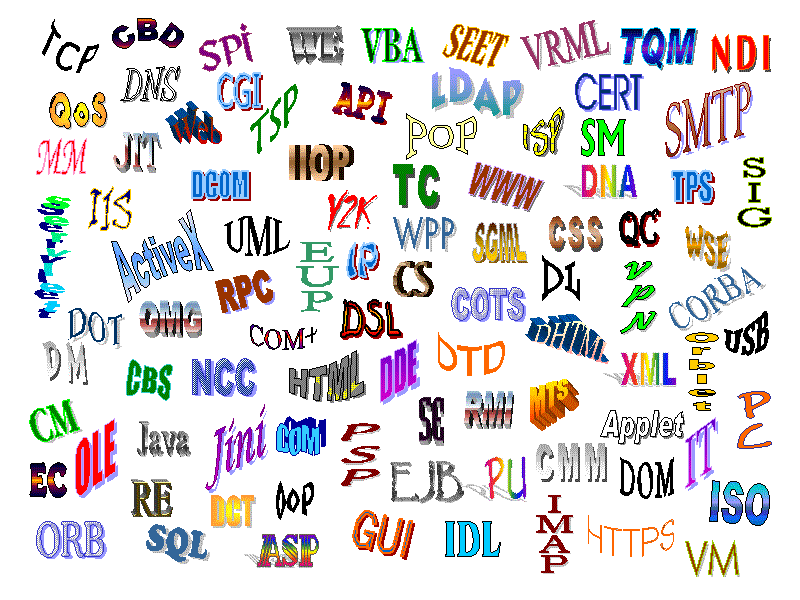 TCP
CBD
SPi
WE
VBA
SEET
VRML
TQM
NDI
QoS
DNS
CGI
Web
TSP
API
LDAP
CERT
SMTP
MM
JIT
IIOP
POP
ISP
SM
SIG
Servlet
IIS
DCOM
Y2K
TC
WWW
DNA
TPS
ActiveX
UML
EUP
IP
WPP
SGML
CSS
QC
WSE
RPC
CS
DL
VPN
CORBA
DOT
OMG
COM+
DSL
COTS
DHTML
Orblet
USB
DM
CBS
NCC
HTML
DDE
DTD
XML
CM
OLE
Java
Jini
COM
PSP
SE
RMI
MTS
Applet
IT
PC
EC
RE
DCT
OOP
EJB
PU
CMM
DOM
ISO
ORB
SQL
ASP
GUI
IDL
IMAP
HTTPS
VM